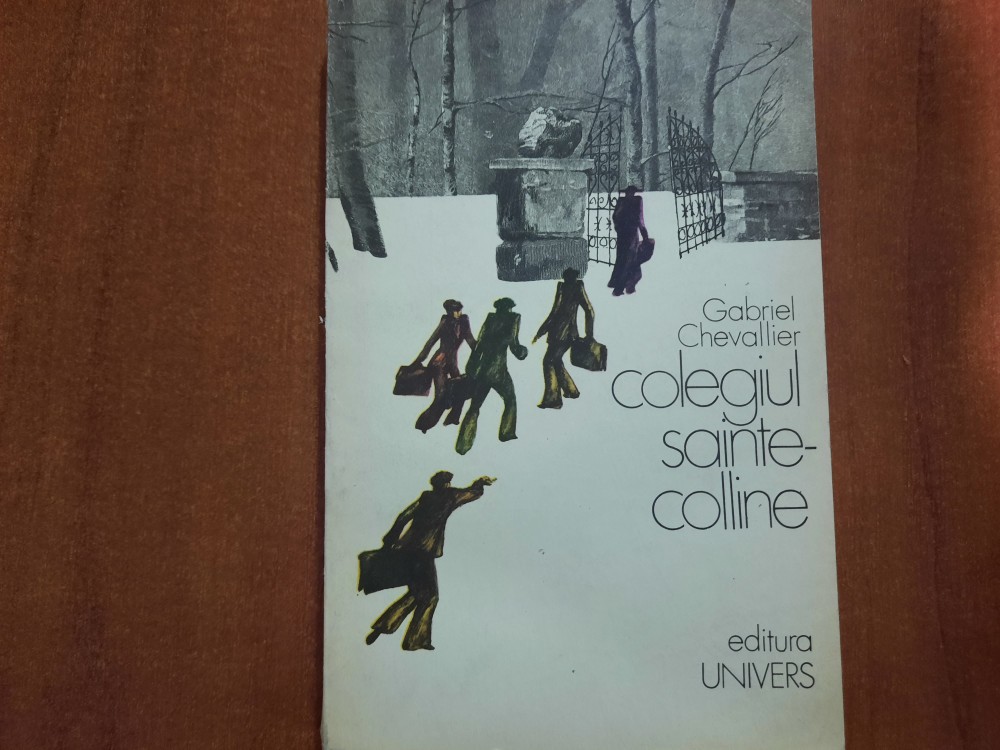 Gabriel
Chevallier
colegiul
sainte-
colline
editura
UNIVERS